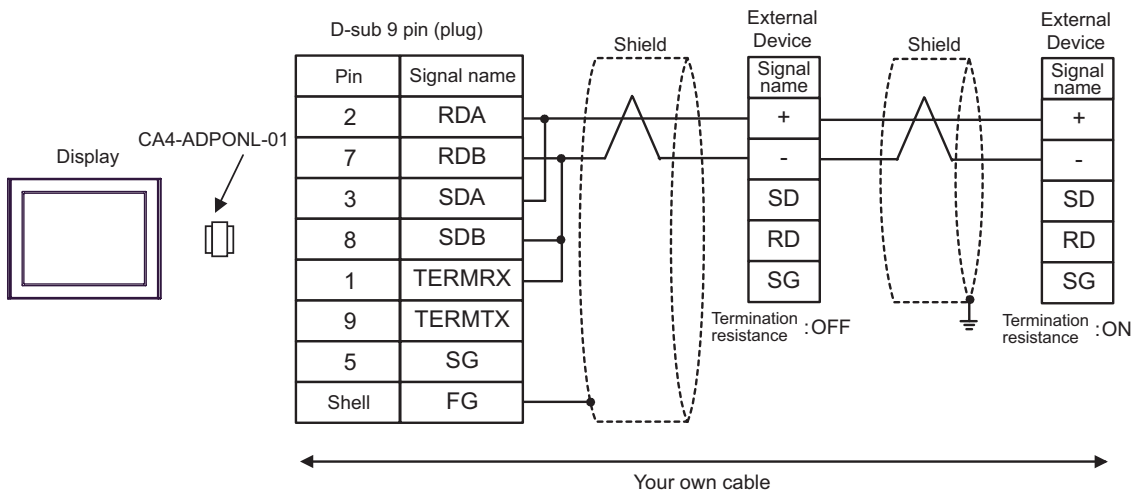 D-sub 9 pin (plug)
Shield
External
Device
Shield
External
Device
Display
CA4-ADPONL-01
Pin Signal name
2 RDA
7 RDB
3 SDA
8 SDB
1 TERMRX
9 TERMTX
5 SG
Shell FG
Signal
name
+
-
SD
RD
SG
Termination
resistance :OFF
Signal
name
+
-
SD
RD
SG
Termination
resistance :ON
Your own cable